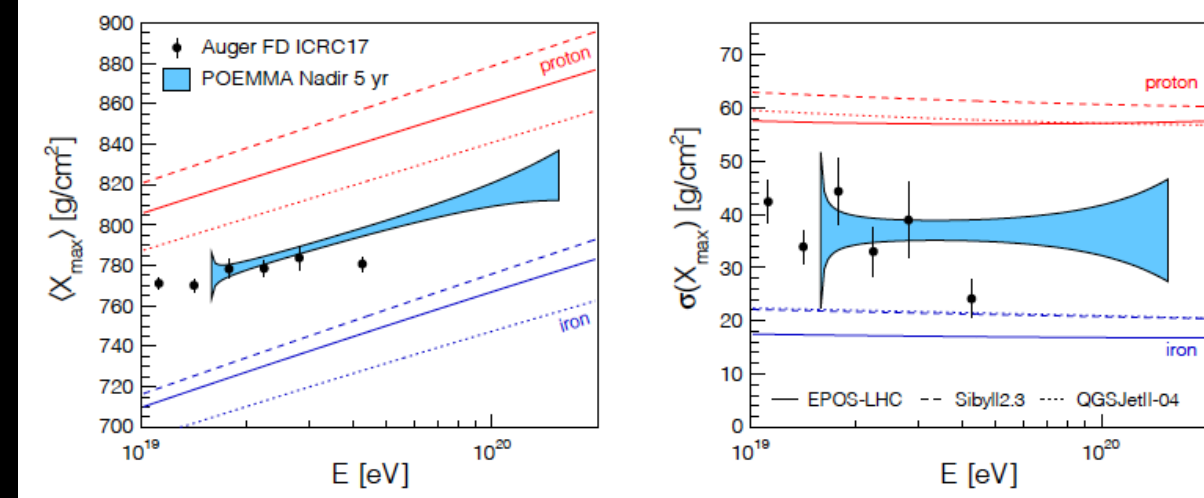 900
880
860
840
820
800
780
760
740
720
700
⟨X_max⟩ [g/cm²]
Auger FD ICRC17
POEMMA Nadir 5 yr
proton
iron
10¹⁹
10²⁰
E [eV]
70
60
50
40
30
20
10
0
σ(X_max) [g/cm²]
proton
iron
EPOS-LHC
Sibyll2.3
QGSJetII-04
10¹⁹
10²⁰
E [eV]